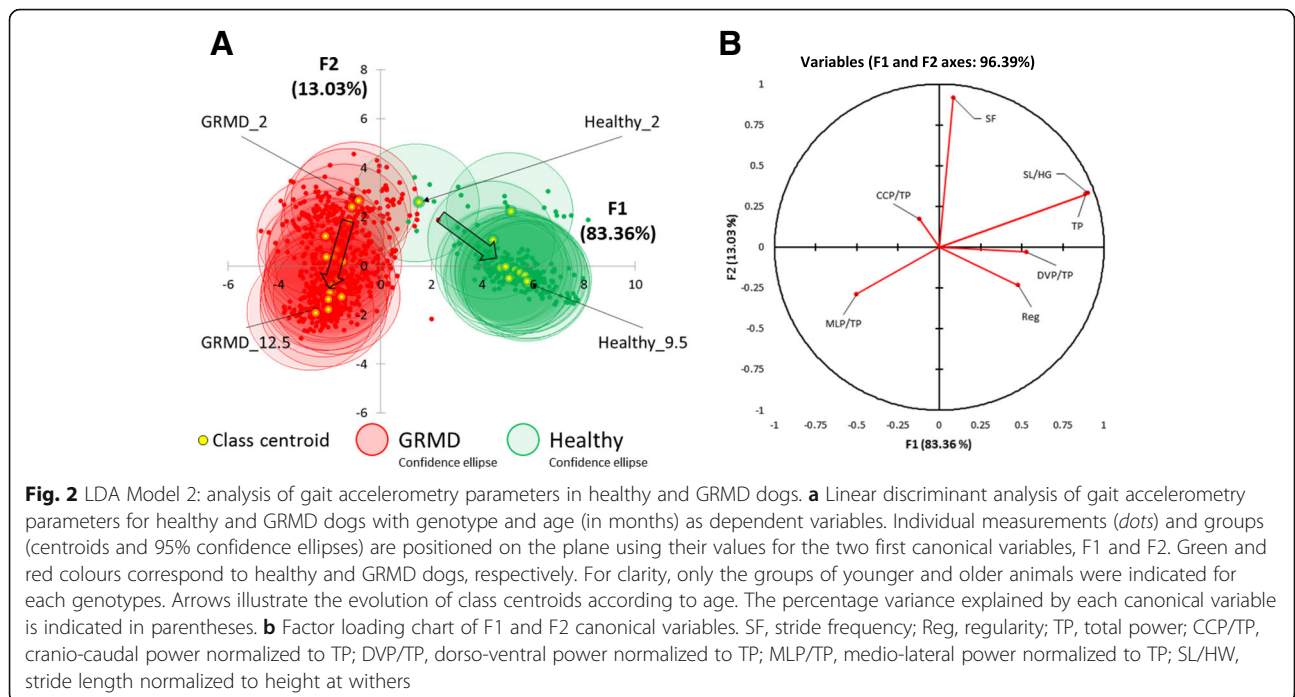 A
F2
(13.03%)
8
6
4
2
0
-2
-4
-6
-6
-4
-2
0
2
4
6
8
10
GRMD_2
Healthy_2
F1
(83.36%)
GRMD_12.5
Healthy_9.5
Class centroid
GRMD
Confidence ellipse
Healthy
Confidence ellipse
B
Variables (F1 and F2 axes: 96.39%)
1
0.75
0.5
0.25
0
-0.25
-0.5
-0.75
-1
F2 (13.03 %)
SF
SL/HG
CCP/TP
TP
DVP/TP
MLP/TP
Reg
-1
-0.75
-0.5
-0.25
0
0.25
0.5
0.75
1
F1 (83.36 %)
Fig. 2 LDA Model 2: analysis of gait accelerometry parameters in healthy and GRMD dogs. a Linear discriminant analysis of gait accelerometry
parameters for healthy and GRMD dogs with genotype and age (in months) as dependent variables. Individual measurements (dots) and groups
(centroids and 95% confidence ellipses) are positioned on the plane using their values for the two first canonical variables, F1 and F2. Green and
red colours correspond to healthy and GRMD dogs, respectively. For clarity, only the groups of younger and older animals were indicated for
each genotypes. Arrows illustrate the evolution of class centroids according to age. The percentage variance explained by each canonical variable
is indicated in parentheses. b Factor loading chart of F1 and F2 canonical variables. SF, stride frequency; Reg, regularity; TP, total power; CCP/TP,
cranio-caudal power normalized to TP; DVP/TP, dorso-ventral power normalized to TP; MLP/TP, medio-lateral power normalized to TP; SL/HW,
stride length normalized to height at withers